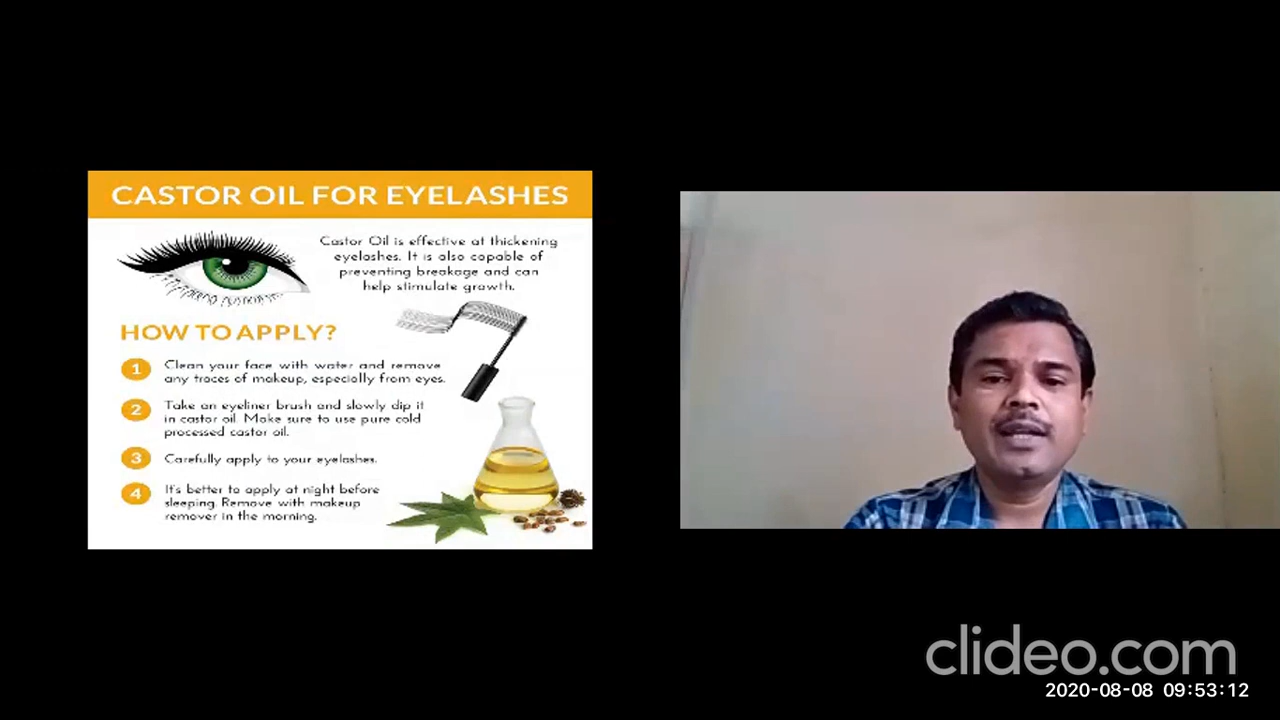 CASTOR OIL FOR EYELASHES
Castor Oil is effective at thickening
eyelashes. It is also capable of
preventing breakage and can
help stimulate growth.
HOW TO APPLY?
1 Clean your face with water and remove
any traces of makeup, especially from eyes.
2 Take an eyeliner brush and slowly dip it
in castor oil. Make sure to use pure cold
processed castor oil.
3 Carefully apply to your eyelashes.
4 It's better to apply at night before
sleeping. Remove with makeup
remover in the morning.
clideo.com
2020-08-08 09:53:12